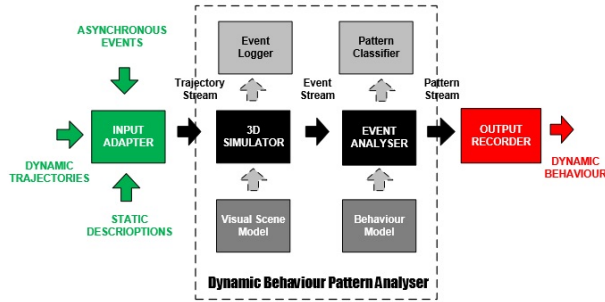 ASYNCHRONOUS
EVENTS
Event
Logger
Pattern
Classifier
Trajectory
Stream
Event
Stream
Pattern
Stream
INPUT
ADAPTER
3D
SIMULATOR
EVENT
ANALYSER
OUTPUT
RECORDER
DYNAMIC
TRAJECTORIES
DYNAMIC
BEHAVIOUR
STATIC
DESCRIOPTIONS
Visual Scene
Model
Behaviour
Model
Dynamic Behaviour Pattern Analyser